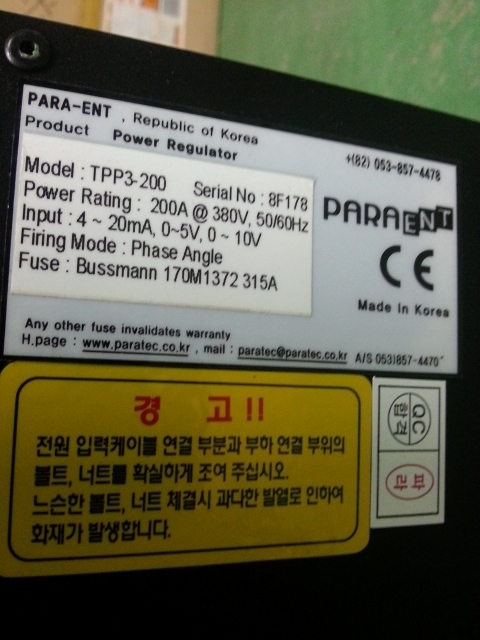 PARA-ENT , Republic of Korea
Product Power Regulator
+(82) 053-857-4478
Model : TPP3-200 Serial No : 8F178
Power Rating : 200A @ 380V, 50/60Hz
Input : 4 ~ 20mA, 0~5V, 0 ~ 10V
Firing Mode : Phase Angle
Fuse : Bussmann 170M1372 315A
PARAENT
CE
Made In Korea
Any other fuse invalidates warranty
H.page : www.paratec.co.kr , mail : paratec@paratec.co.kr A/S 053)857-4470
경 고!!
전원 입력케이블 연결 부분과 부하 연결 부위의
볼트, 너트를 확실하게 조여 주십시오.
느슨한 볼트, 너트 체결시 과다한 발열로 인하여
화재가 발생합니다.
QC
합격
파라